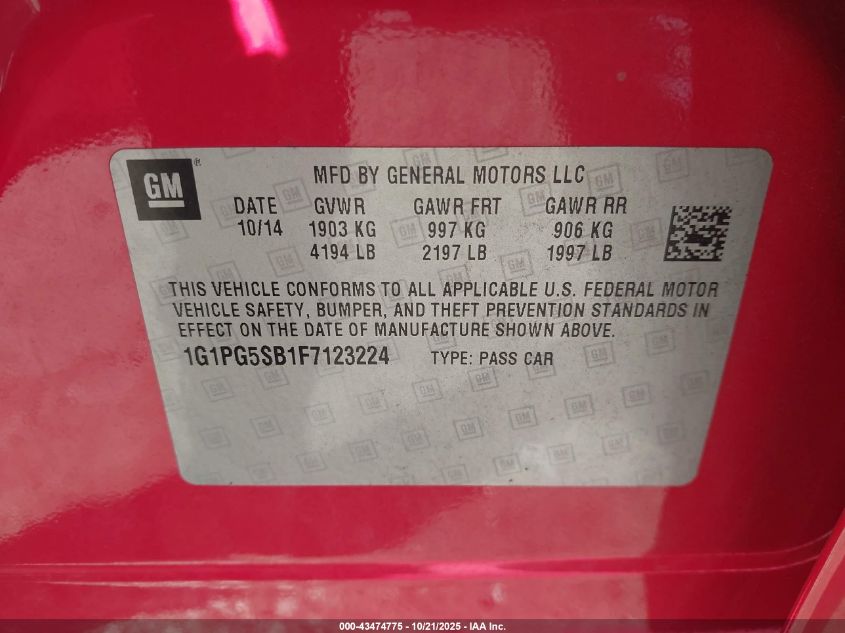 GM®
MFD BY GENERAL MOTORS LLC
DATE GVWR GAWR FRT GAWR RR
10/14 1903 KG 997 KG 906 KG
4194 LB 2197 LB 1997 LB
THIS VEHICLE CONFORMS TO ALL APPLICABLE U.S. FEDERAL MOTOR
VEHICLE SAFETY, BUMPER, AND THEFT PREVENTION STANDARDS IN
EFFECT ON THE DATE OF MANUFACTURE SHOWN ABOVE.
1G1PG5SB1F7123224 TYPE: PASS CAR
000-43474775 - 10/21/2025 - IAA Inc.